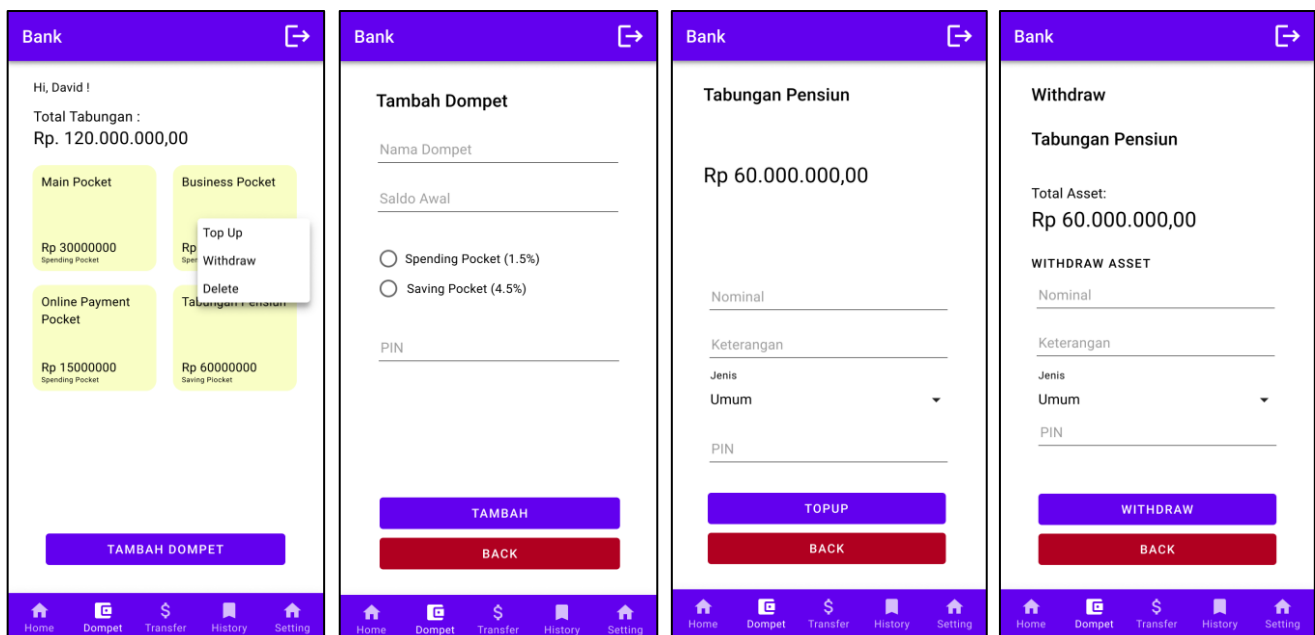 Bank
Hi, David !
Total Tabungan :
Rp. 120.000.000,00
Main Pocket
Rp 30000000
Spending Pocket
Business Pocket
Rp
Top Up
Withdraw
Delete
Online Payment
Pocket
Rp 15000000
Spending Pocket
Tabungan Pensiun
Rp 60000000
Saving Piocket
TAMBAH DOMPET
Home Dompet Transfer History Setting
Bank
Tambah Dompet
Nama Dompet
Saldo Awal
Spending Pocket (1.5%)
Saving Pocket (4.5%)
PIN
TAMBAH
BACK
Home Dompet Transfer History Setting
Bank
Tabungan Pensiun
Rp 60.000.000,00
Nominal
Keterangan
Jenis
Umum
PIN
TOPUP
BACK
Home Dompet Transfer History Setting
Bank
Withdraw
Tabungan Pensiun
Total Asset:
Rp 60.000.000,00
WITHDRAW ASSET
Nominal
Keterangan
Jenis
Umum
PIN
WITHDRAW
BACK
Home Dompet Transfer History Setting